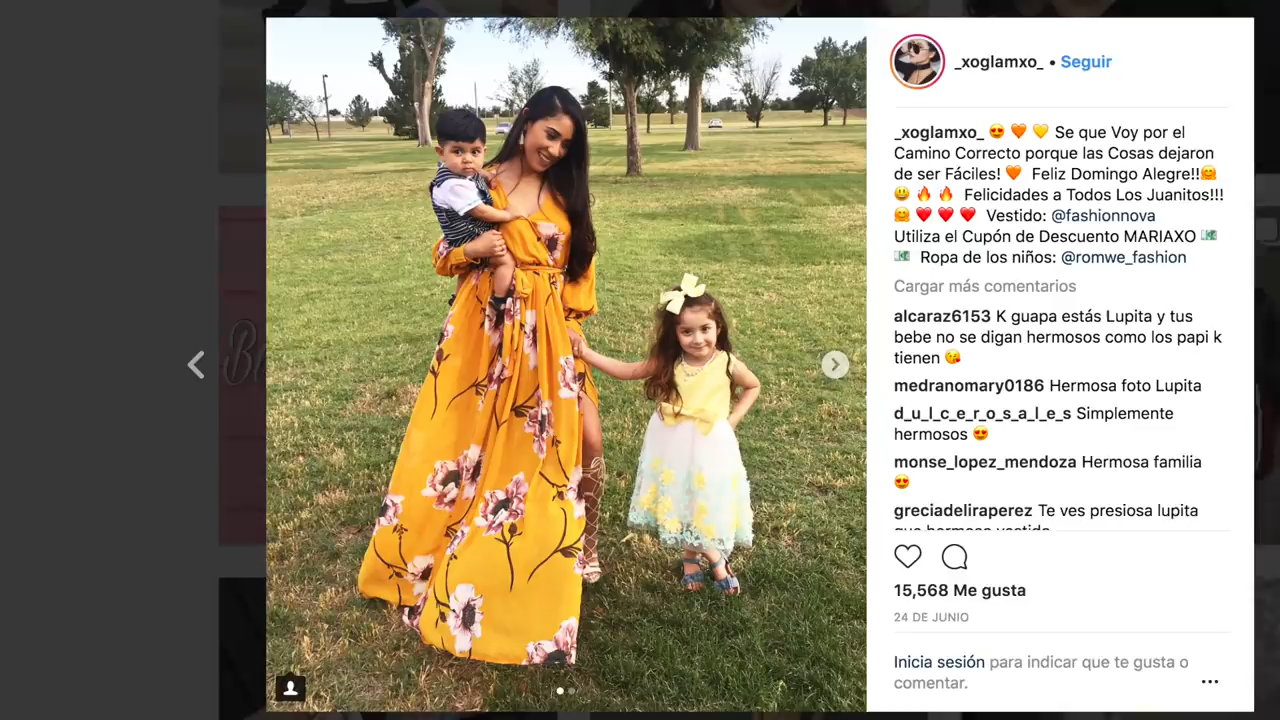 _xoglamxo_ • Seguir
_xoglamxo_ 😍 🧡 💛 Se que Voy por el
Camino Correcto porque las Cosas dejaron
de ser Fáciles! 🧡 Feliz Domingo Alegre!!🤗
😃 🔥 🔥 Felicidades a Todos Los Juanitos!!!
🤗 ❤️ ❤️ ❤️ Vestido: @fashionnova
Utiliza el Cupón de Descuento MARIAXO 💵
💵 Ropa de los niños: @romwe_fashion
Cargar más comentarios
alcaraz6153 K guapa estás Lupita y tus
bebe no se digan hermosos como los papi k
tienen 😘
medranomary0186 Hermosa foto Lupita
d_u_l_c_e_r_o_s_a_l_e_s Simplemente
hermosos 😍
monse_lopez_mendoza Hermosa familia
😍
greciadeliraperez Te ves presiosa lupita
que hermoso vestido
15,568 Me gusta
24 DE JUNIO
Inicia sesión para indicar que te gusta o
comentar.